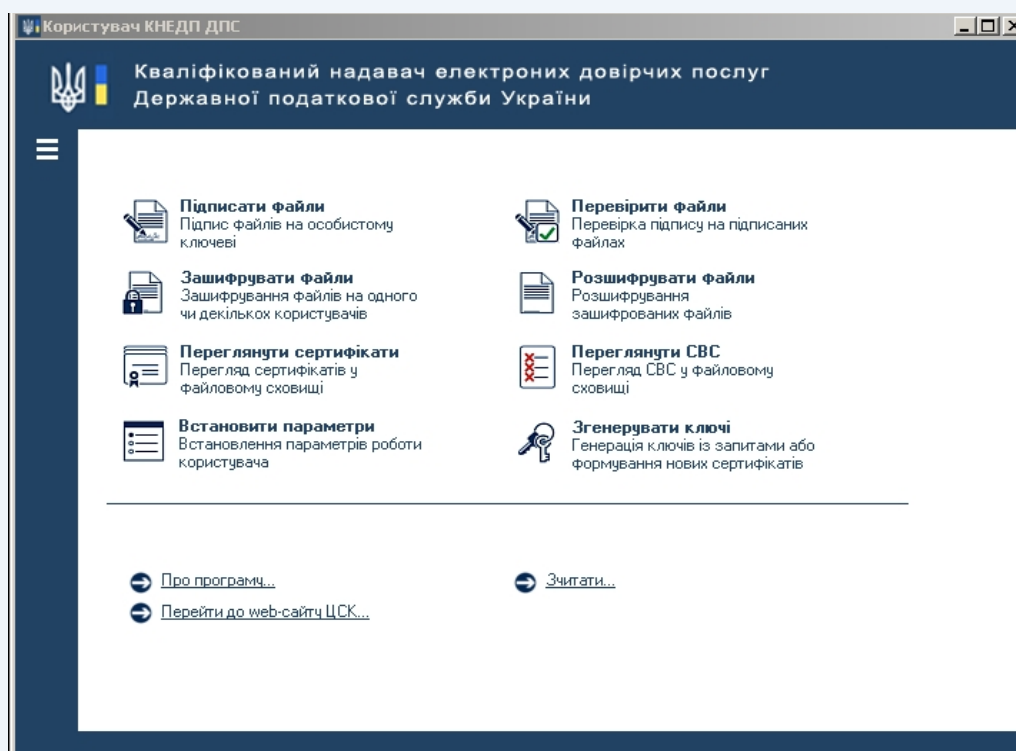 Користувач КНЕДП ДПС
Кваліфікований надавач електроних довірчих послуг
Державної податкової служби України
Підписати файли
Підпис файлів на особистому
ключеві
Перевірити файли
Перевірка підпису на підписаних
файлах
Зашифрувати файли
Зашифрування файлів на одного
чи декількох користувачів
Розшифрувати файли
Розшифрування
зашифрованих файлів
Переглянути сертифікати
Перегляд сертифікатів у
файловому сховищі
Переглянути СВС
Перегляд СВС у файловому
сховищі
Встановити параметри
Встановлення параметрів роботи
користувача
Згенерувати ключі
Генерація ключів із запитами або
формування нових сертифікатів
Про програму...
Зчитати...
Перейти до web-сайту ЦСК...